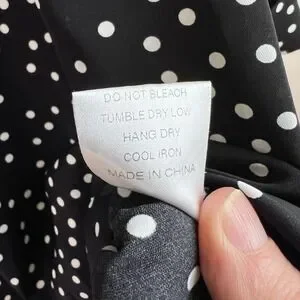 DO NOT BLEACH
TUMBLE DRY LOW
HANG DRY
COOL IRON
MADE IN CHINA